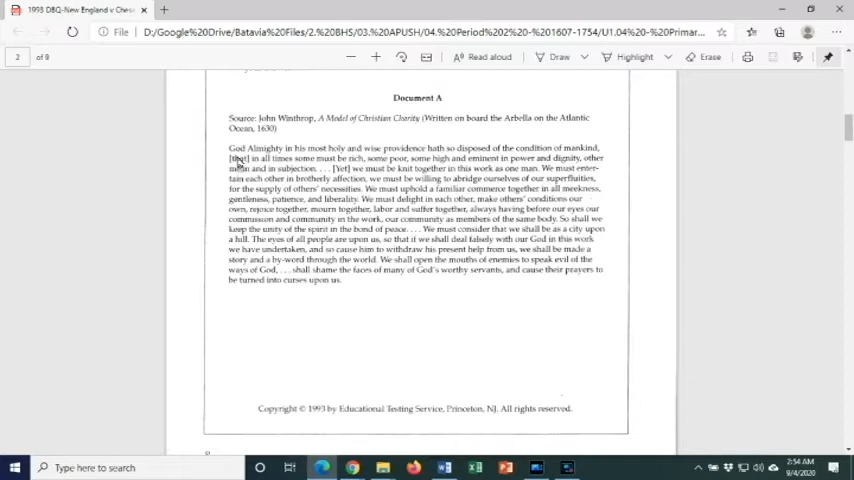 1993 DBQ-New England v Chese
File
D:/Google%20Drive/Batavia%20Files/2.%20BHS/03.%20APUSH/04.%20Period%202%20-%201607-1754/U1.04%20-%20Primar...
2 of 9
Read aloud
Draw
Highlight
Erase
Document A
Source: John Winthrop, A Model of Christian Charity (Written on board the Arbella on the Atlantic
Ocean, 1630)
God Almighty in his most holy and wise providence hath so disposed of the condition of mankind,
[that] in all times some must be rich, some poor, some high and eminent in power and dignity, other
mean and in subjection. . . . [Yet] we must be knit together in this work as one man. We must enter-
tain each other in brotherly affection, we must be willing to abridge ourselves of our superfluities,
for the supply of others' necessities. We must uphold a familiar commerce together in all meekness,
gentleness, patience, and liberality. We must delight in each other, make others' conditions our
own, rejoice together, mourn together, labor and suffer together, always having before our eyes our
commission and community in the work, our community as members of the same body. So shall we
keep the unity of the spirit in the bond of peace. . . . We must consider that we shall be as a city upon
a hill. The eyes of all people are upon us, so that if we shall deal falsely with our God in this work
we have undertaken, and so cause him to withdraw his present help from us, we shall be made a
story and a by-word through the world. We shall open the mouths of enemies to speak evil of the
ways of God, . . . shall shame the faces of many of God's worthy servants, and cause their prayers to
be turned into curses upon us.
Copyright © 1993 by Educational Testing Service, Princeton, NJ. All rights reserved.
Type here to search
2:54 AM
9/4/2020